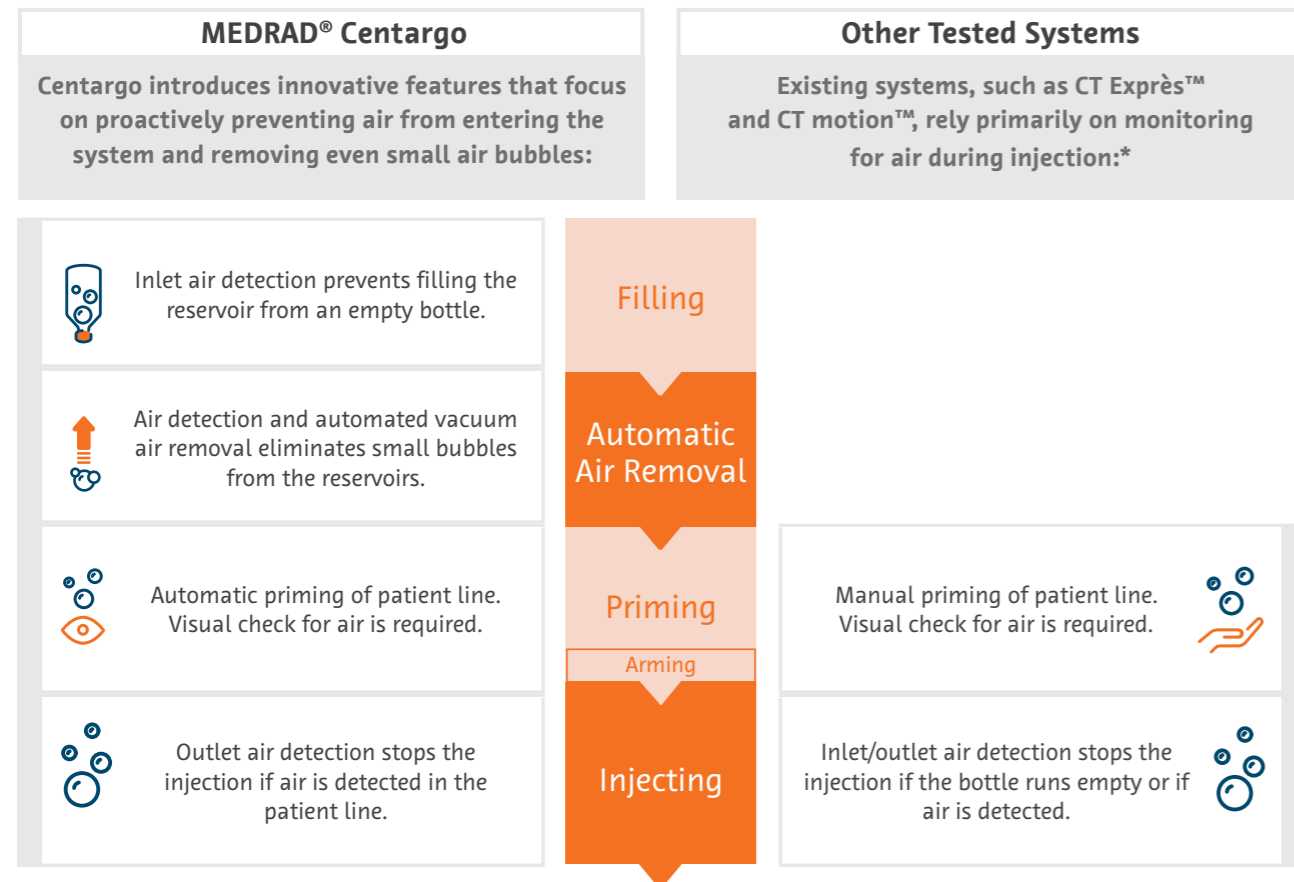 MEDRAD® Centargo
Centargo introduces innovative features that focus
on proactively preventing air from entering the
system and removing even small air bubbles:
Other Tested Systems
Existing systems, such as CT Exprès™
and CT motion™, rely primarily on monitoring
for air during injection:*
Inlet air detection prevents filling the
reservoir from an empty bottle.
Filling
Air detection and automated vacuum
air removal eliminates small bubbles
from the reservoirs.
Automatic
Air Removal
Automatic priming of patient line.
Visual check for air is required.
Priming
Arming
Manual priming of patient line.
Visual check for air is required.
Outlet air detection stops the
injection if air is detected in the
patient line.
Injecting
Inlet/outlet air detection stops the
injection if the bottle runs empty or if
air is detected.